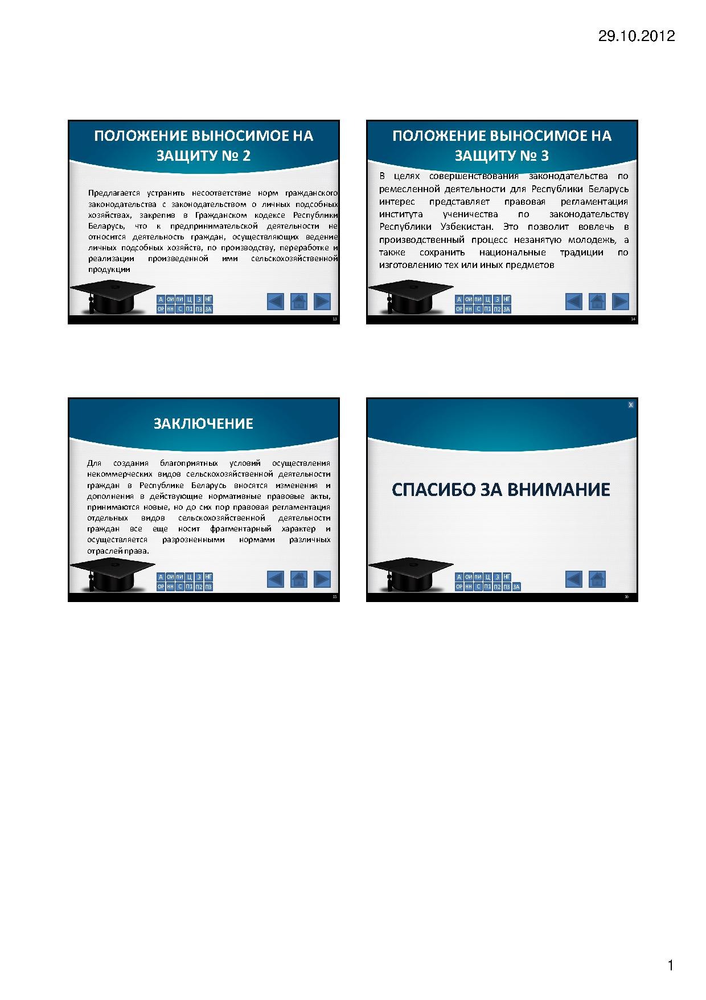 29.10.2012
ПОЛОЖЕНИЕ ВЫНОСИМОЕ НА
ЗАЩИТУ № 2
Предлагается устранить несоответствие норм гражданского
законодательства с законодательством о личных подсобных
хозяйствах, закрепив в Гражданском кодексе Республики
Беларусь, что к предпринимательской деятельности не
относится деятельность граждан, осуществляющих ведение
личных подсобных хозяйств, по производству, переработке и
реализации произведенной ими сельскохозяйственной
продукции
А ОИ ПИ Ц З НГ
ОР НН С П1 П3 ЗА
13
ПОЛОЖЕНИЕ ВЫНОСИМОЕ НА
ЗАЩИТУ № 3
В целях совершенствования законодательства по
ремесленной деятельности для Республики Беларусь
интерес представляет правовая регламентация
института ученичества по законодательству
Республики Узбекистан. Это позволит вовлечь в
производственный процесс незанятую молодежь, а
также сохранить национальные традиции по
изготовлению тех или иных предметов
А ОИ ПИ Ц З НГ
ОР НН С П1 П2 ЗА
14
ЗАКЛЮЧЕНИЕ
Для создания благоприятных условий осуществления
некоммерческих видов сельскохозяйственной деятельности
граждан в Республике Беларусь вносятся изменения и
дополнения в действующие нормативные правовые акты,
принимаются новые, но до сих пор правовая регламентация
отдельных видов сельскохозяйственной деятельности
граждан все еще носит фрагментарный характер и
осуществляется разрозненными нормами различных
отраслей права.
А ОИ ПИ Ц З НГ
ОР НН С П1 П2 П3
15
X
СПАСИБО ЗА ВНИМАНИЕ
А ОИ ПИ Ц З НГ
ОР НН С П1 П2 П3 ЗА
16
1